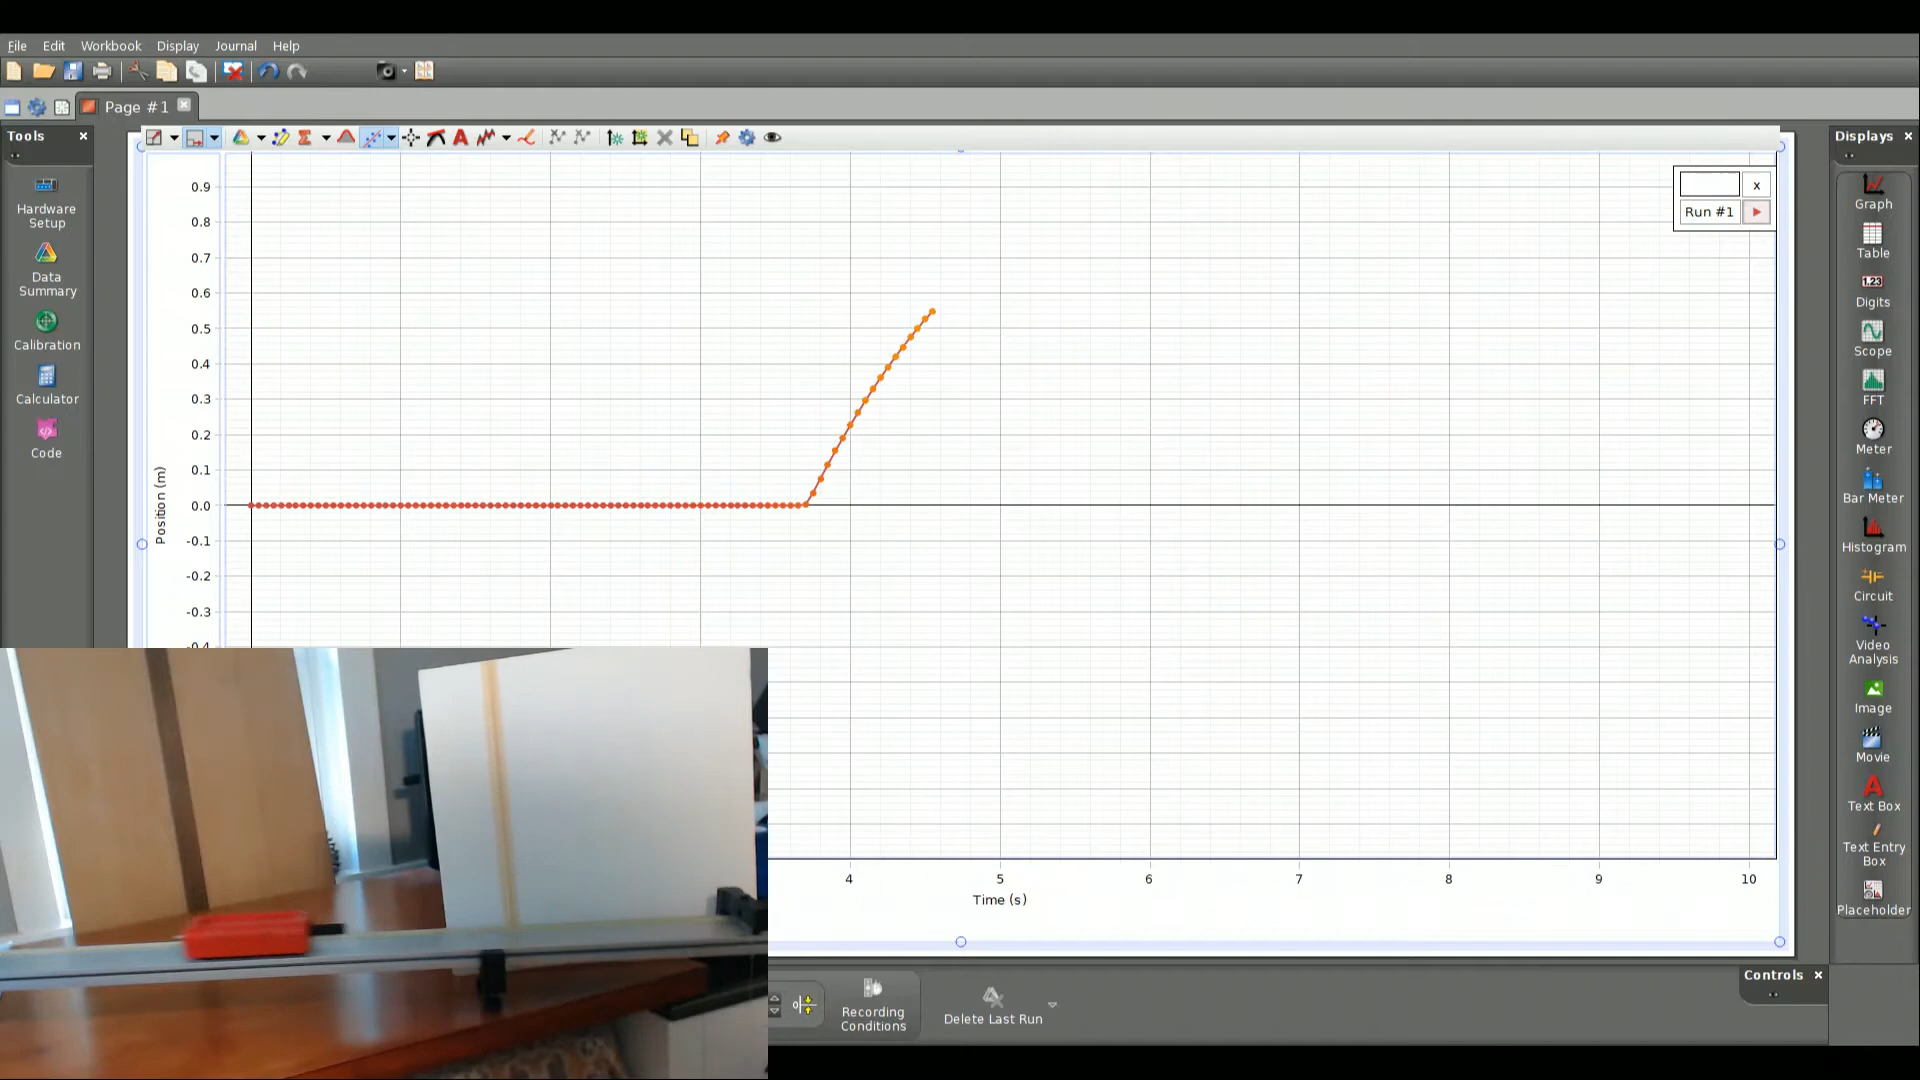 File Edit Workbook Display Journal Help
Page #1
Tools
Hardware
Setup
Data
Summary
Calibration
Calculator
Code
0.9
0.8
0.7
0.6
0.5
0.4
0.3
0.2
0.1
0.0
-0.1
-0.2
-0.3
-0.4
Position (m)
x
Run #1
4 5 6 7 8 9 10
Time (s)
Recording
Conditions
Delete Last Run
Controls
Displays
Graph
Table
1.23
Digits
Scope
FFT
Meter
Bar Meter
Histogram
Circuit
Video
Analysis
Image
Movie
Text Box
Text Entry
Box
Placeholder